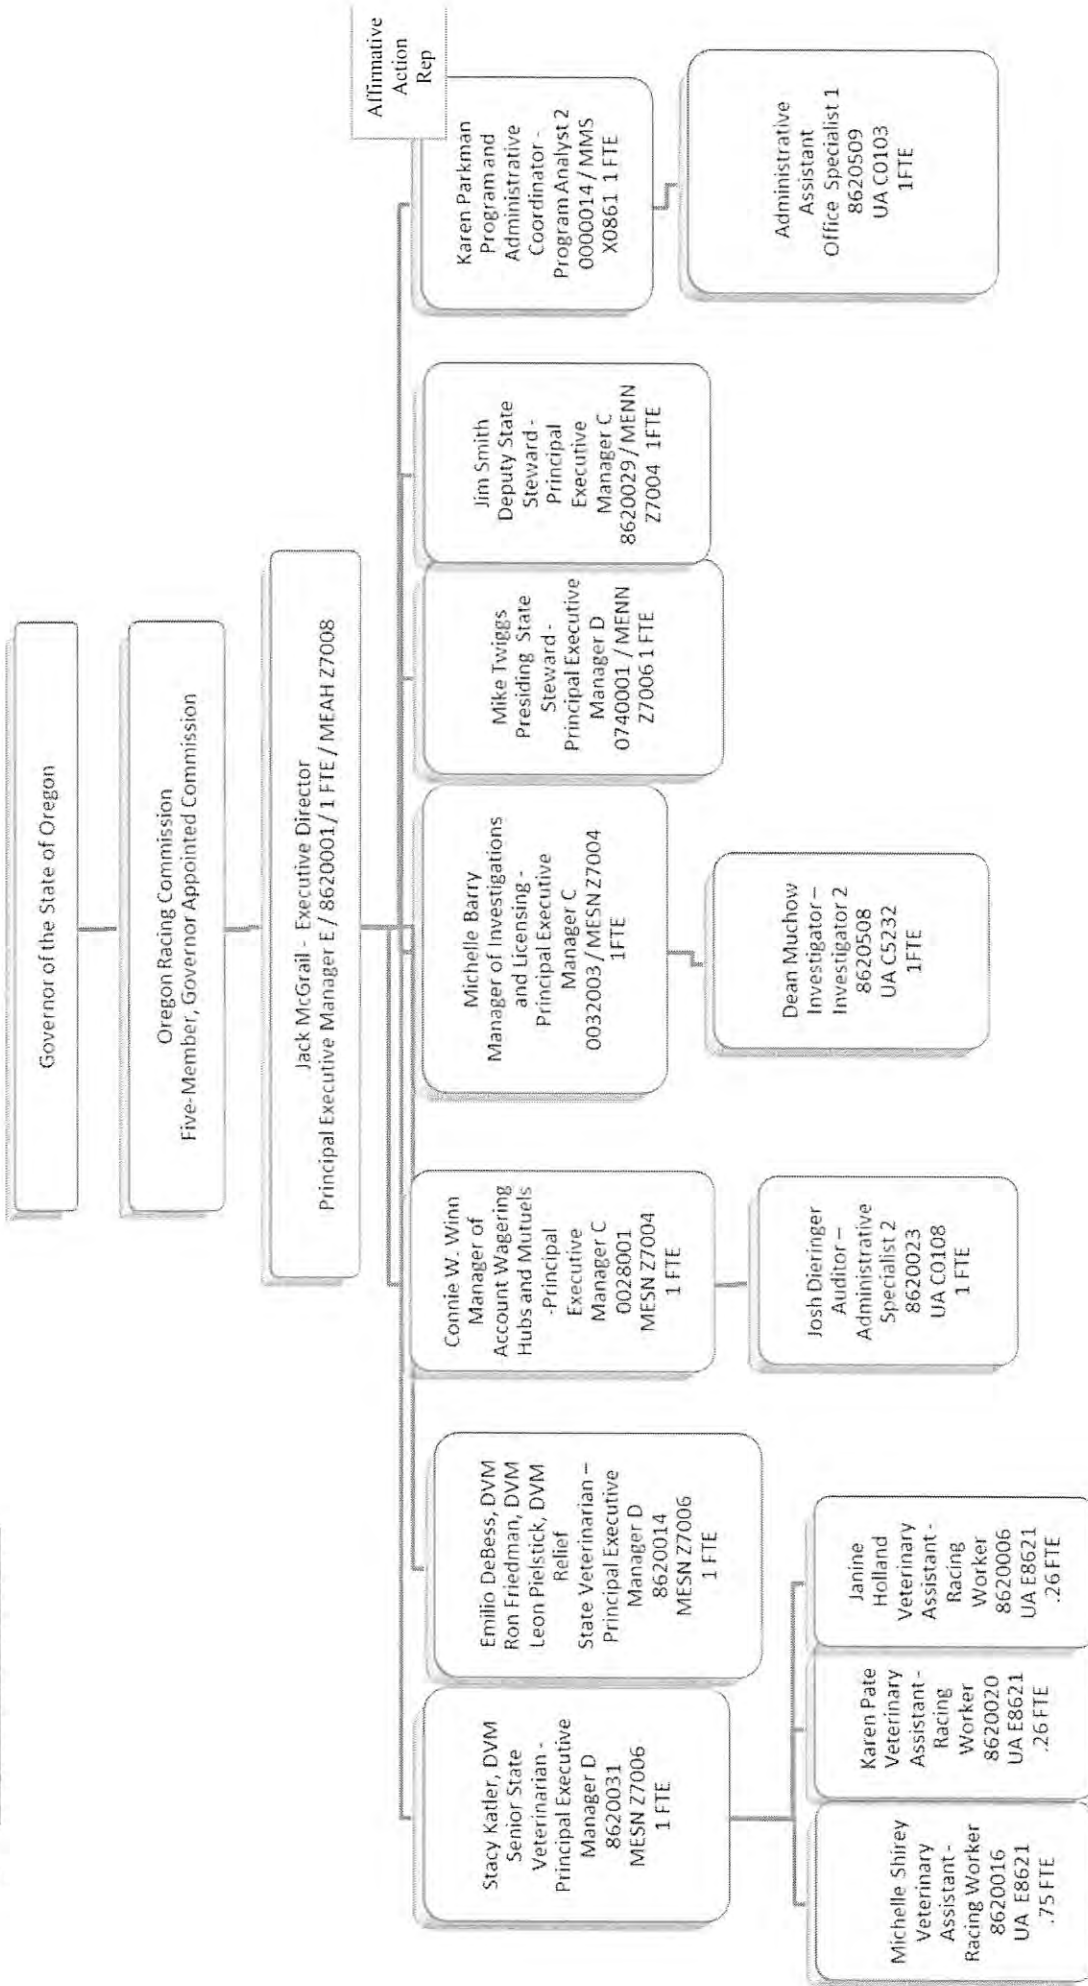 Governor of the State of Oregon
Oregon Racing Commission
Five-Member, Governor Appointed Commission
Jack McGrail - Executive Director
Principal Executive Manager E / 8620001 / 1 FTE / MEAH Z7008
Stacy Katler, DVM
Senior State
Veterinarian -
Principal Executive
Manager D
8620031
MESN Z7006
1 FTE
Emilio DeBess, DVM
Ron Friedman, DVM
Leon Pielstick, DVM
Relief
State Veterinarian –
Principal Executive
Manager D
8620014
MESN Z7006
1 FTE
Connie W. Winn
Manager of
Account Wagering
Hubs and Mutuels
-Principal
Executive
Manager C
0028001
MESN Z7004
1 FTE
Michelle Barry
Manager of Investigations
and Licensing -
Principal Executive
Manager C
0032003 / MESN Z7004
1FTE
Mike Twiggs
Presiding State
Steward -
Principal Executive
Manager D
0740001 / MENN
Z7006 1 FTE
Jim Smith
Deputy State
Steward -
Principal
Executive
Manager C
8620029 / MENN
Z7004 1FTE
Affirmative
Action
Rep
Karen Parkman
Program and
Administrative
Coordinator -
Program Analyst 2
0000014 / MMS
X0861 1 FTE
Michelle Shirey
Veterinary
Assistant -
Racing Worker
8620016
UA E8621
.75 FTE
Karen Pate
Veterinary
Assistant -
Racing
Worker
8620020
UA E8621
.26 FTE
Janine
Holland
Veterinary
Assistant -
Racing
Worker
8620006
UA E8621
.26 FTE
Josh Dieringer
Auditor –
Administrative
Specialist 2
8620023
UA C0108
1 FTE
Dean Muchow
Investigator –
Investigator 2
8620508
UA C5232
1FTE
Administrative
Assistant
Office Specialist 1
8620509
UA C0103
1FTE